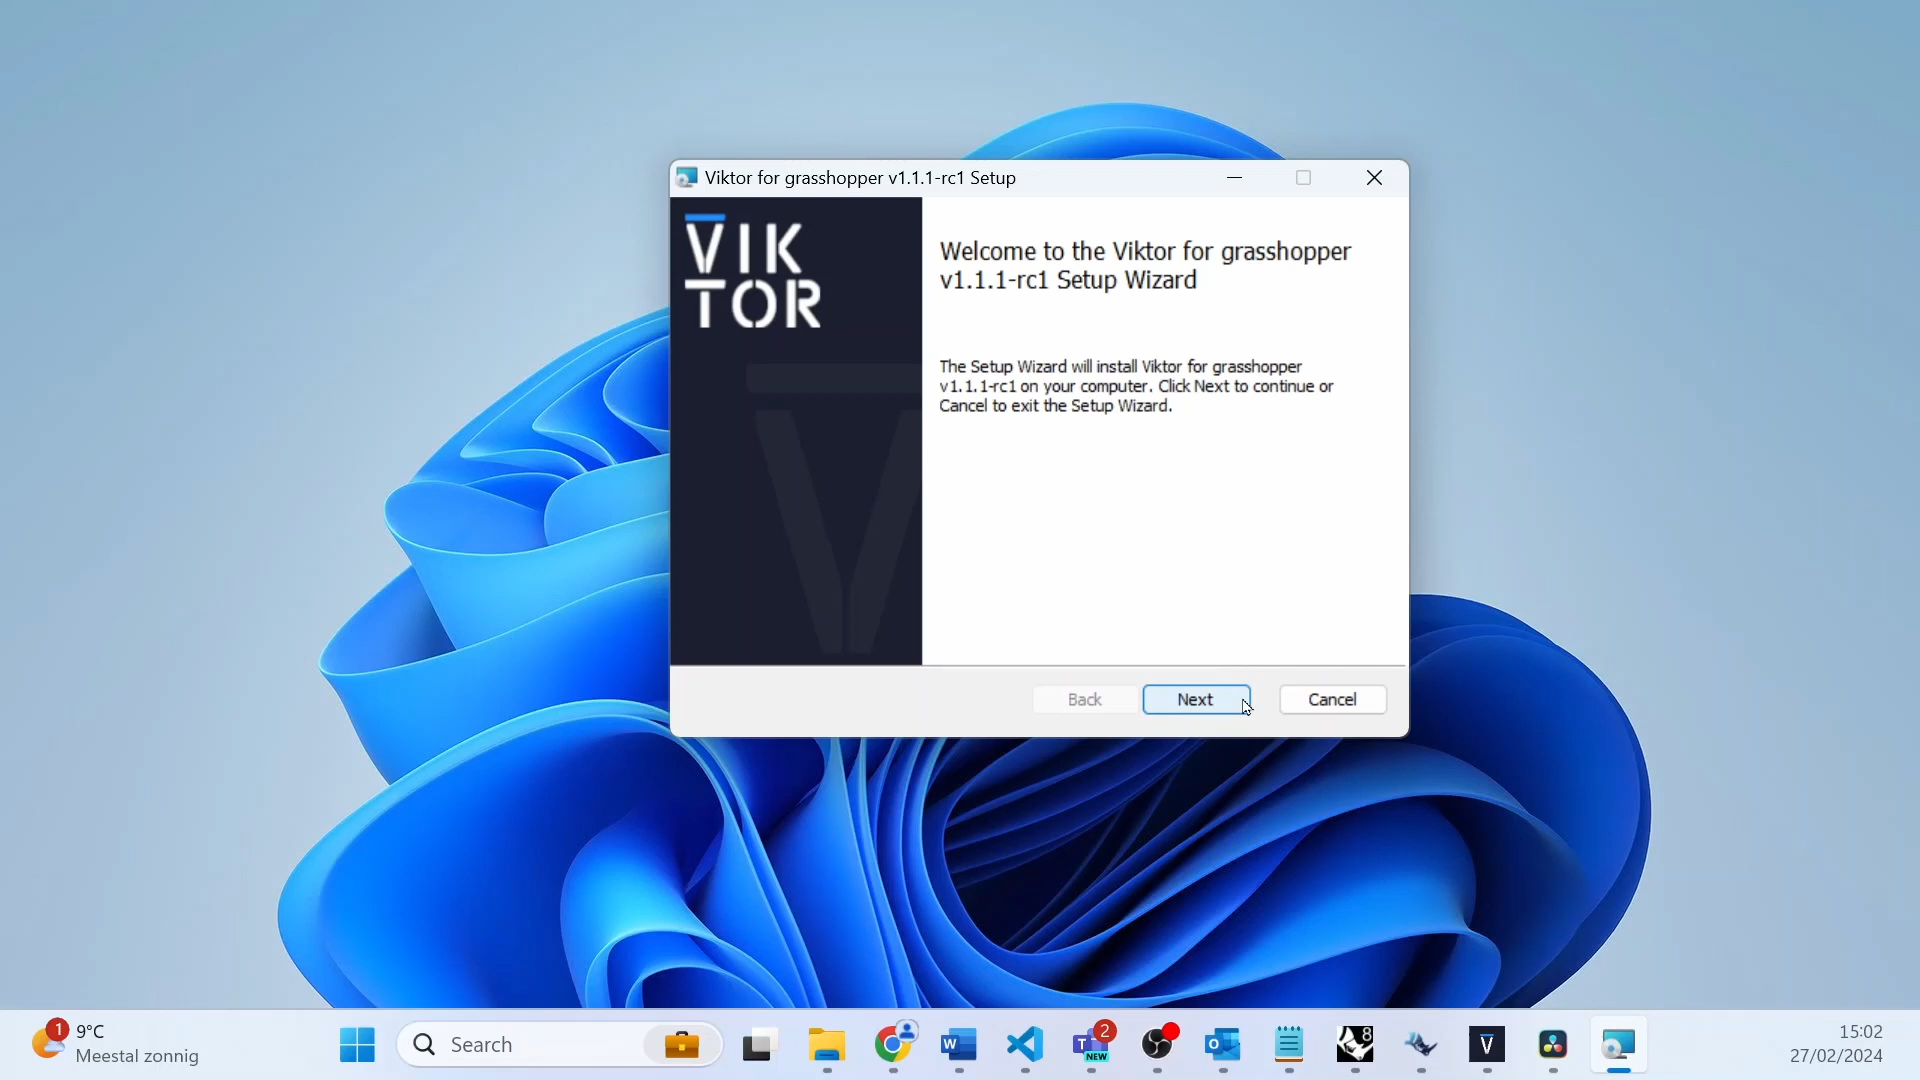 Viktor for grasshopper v1.1.1-rc1 Setup
VIK
TOR
Welcome to the Viktor for grasshopper
v1.1.1-rc1 Setup Wizard
The Setup Wizard will install Viktor for grasshopper
v1.1.1-rc1 on your computer. Click Next to continue or
Cancel to exit the Setup Wizard.
Back
Next
Cancel
1
9°C
Meestal zonnig
Search
W
T
NEW
2
O
8
V
15:02
27/02/2024